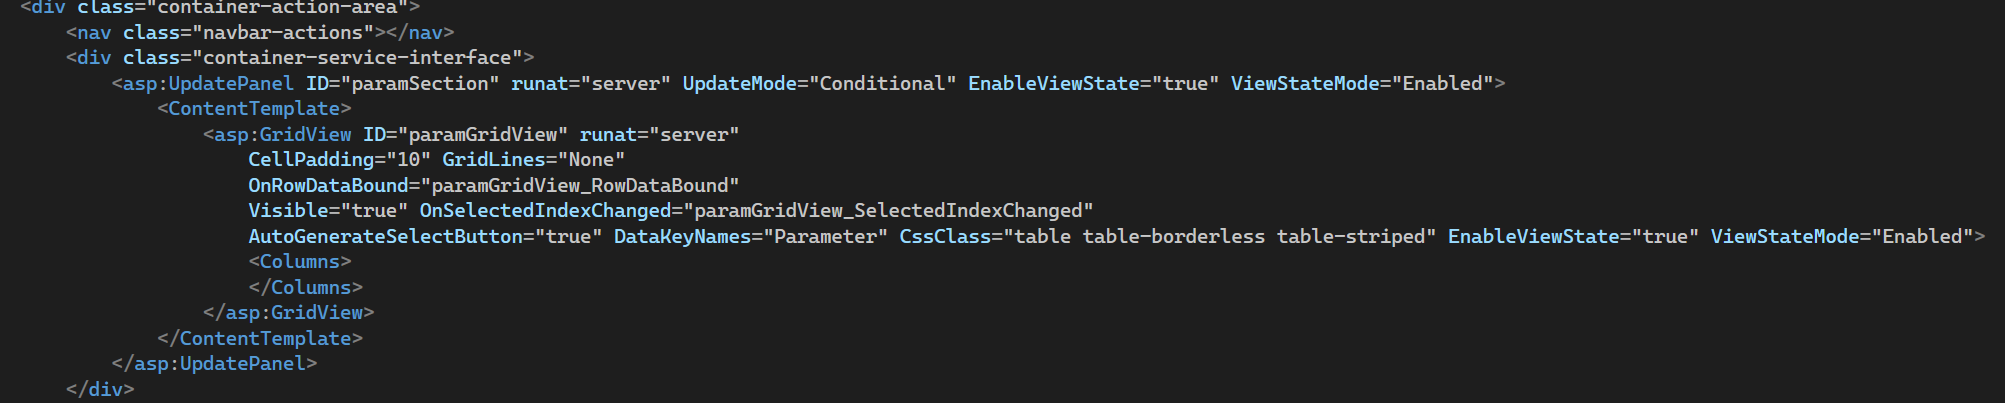 <div class="container-action-area">
<nav class="navbar-actions"></nav>
<div class="container-service-interface">
<asp:UpdatePanel ID="paramSection" runat="server" UpdateMode="Conditional" EnableViewState="true" ViewStateMode="Enabled">
<ContentTemplate>
<asp:GridView ID="paramGridView" runat="server"
CellPadding="10" GridLines="None"
OnRowDataBound="paramGridView_RowDataBound"
Visible="true" OnSelectedIndexChanged="paramGridView_SelectedIndexChanged"
AutoGenerateSelectButton="true" DataKeyNames="Parameter" CssClass="table table-borderless table-striped" EnableViewState="true" ViewStateMode="Enabled">
<Columns>
</Columns>
</asp:GridView>
</ContentTemplate>
</asp:UpdatePanel>
</div>